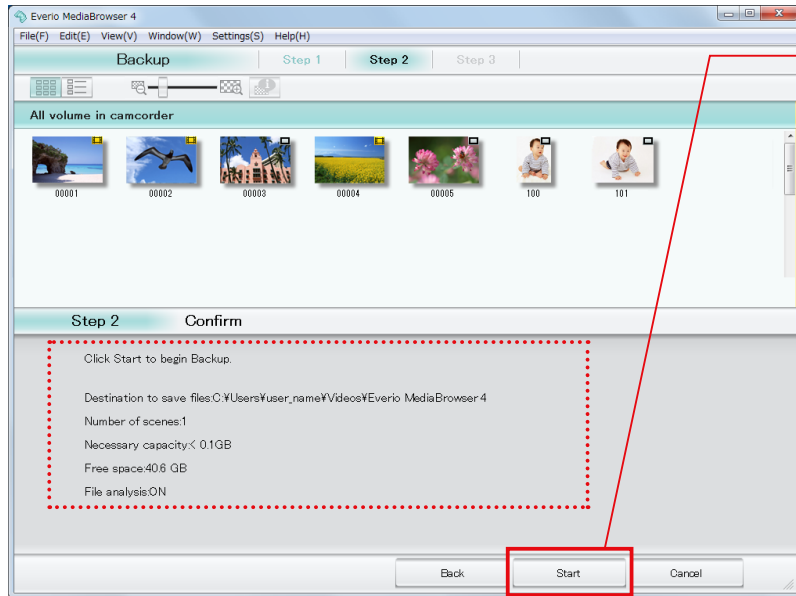 Everio MediaBrowser 4
File(F) Edit(E) View(V) Window(W) Settings(S) Help(H)
Backup Step 1 Step 2 Step 3
All volume in camcorder
00001 00002 00003 00004 00005 100 101
Step 2 Confirm
Click Start to begin Backup.
Destination to save files:C:¥Users¥user_name¥Videos¥Everio MediaBrowser 4
Number of scenes:1
Necessary capacity:< 0.1GB
Free space:40.6 GB
File analysis:ON
Back Start Cancel